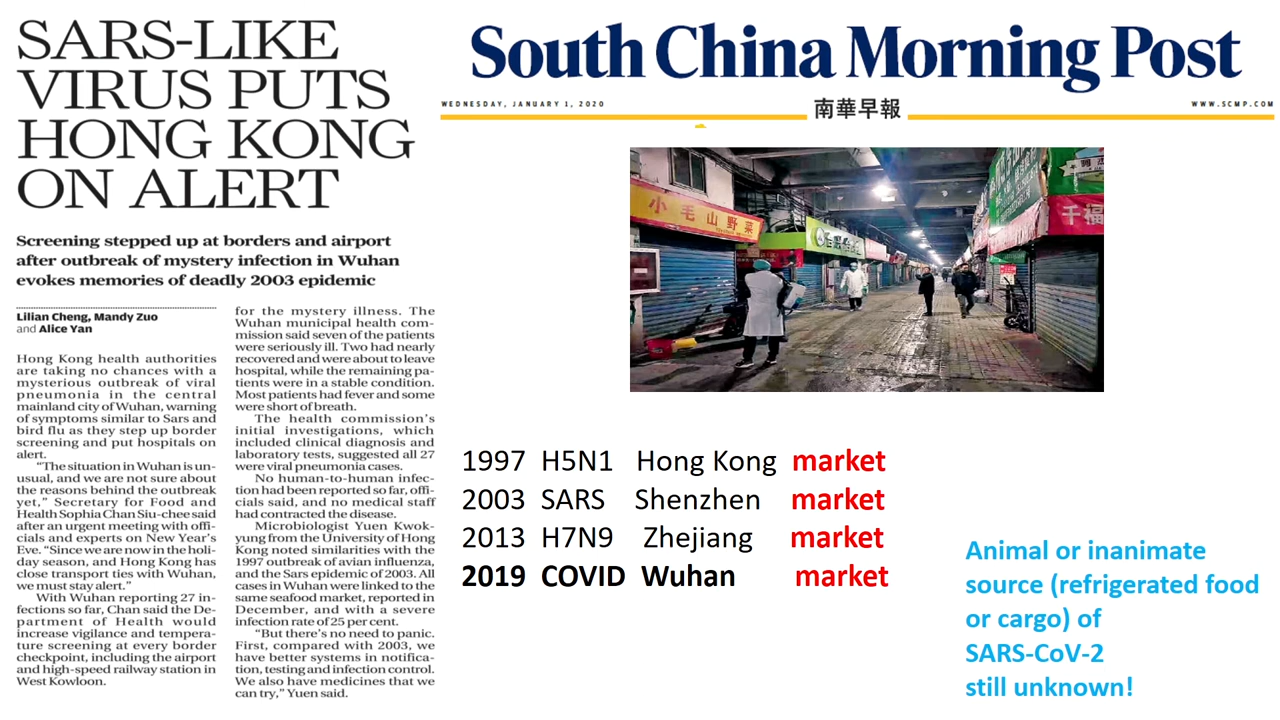 SARS-LIKE
VIRUS PUTS
HONG KONG
ON ALERT
Screening stepped up at borders and airport
after outbreak of mystery infection in Wuhan
evokes memories of deadly 2003 epidemic
Lilian Cheng, Mandy Zuo
and Alice Yan
Hong Kong health authorities
are taking no chances with a
mysterious outbreak of viral
pneumonia in the central
mainland city of Wuhan, warning
of symptoms similar to Sars and
bird flu as they step up border
screening and put hospitals on
alert.
"The situation in Wuhan is un-
usual, and we are not sure about
the reasons behind the outbreak
yet," Secretary for Food and
Health Sophia Chan Siu-chee said
after an urgent meeting with offi-
cials and experts on New Year's
Eve. "Since we are now in the holi-
day season, and Hong Kong has
close transport ties with Wuhan,
we must stay alert."
With Wuhan reporting 27 in-
fections so far, Chan said the De-
partment of Health would
increase vigilance and tempera-
ture screening at every border
checkpoint, including the airport
and high-speed railway station in
West Kowloon.
for the mystery illness. The
Wuhan municipal health com-
mission said seven of the patients
were seriously ill. Two had nearly
recovered and were about to leave
hospital, while the remaining pa-
tients were in a stable condition.
Most patients had fever and some
were short of breath.
The health commission's
initial investigations, which
included clinical diagnosis and
laboratory tests, suggested all 27
were viral pneumonia cases.
No human-to-human infec-
tion had been reported so far, offi-
cials said, and no medical staff
had contracted the disease.
Microbiologist Yuen Kwok-
yung from the University of Hong
Kong noted similarities with the
1997 outbreak of avian influenza,
and the Sars epidemic of 2003. All
cases in Wuhan were linked to the
same seafood market, reported in
December, and with a severe
infection rate of 25 per cent.
"But there's no need to panic.
First, compared with 2003, we
have better systems in notifica-
tion, testing and infection control.
We also have medicines that we
can try," Yuen said.
South China Morning Post
WEDNESDAY, JANUARY 1, 2020
南華早報
WWW.SCMP.COM
小毛山野菜
千福
1997 H5N1 Hong Kong market
2003 SARS Shenzhen market
2013 H7N9 Zhejiang market
2019 COVID Wuhan market
Animal or inanimate
source (refrigerated food
or cargo) of
SARS-CoV-2
still unknown!